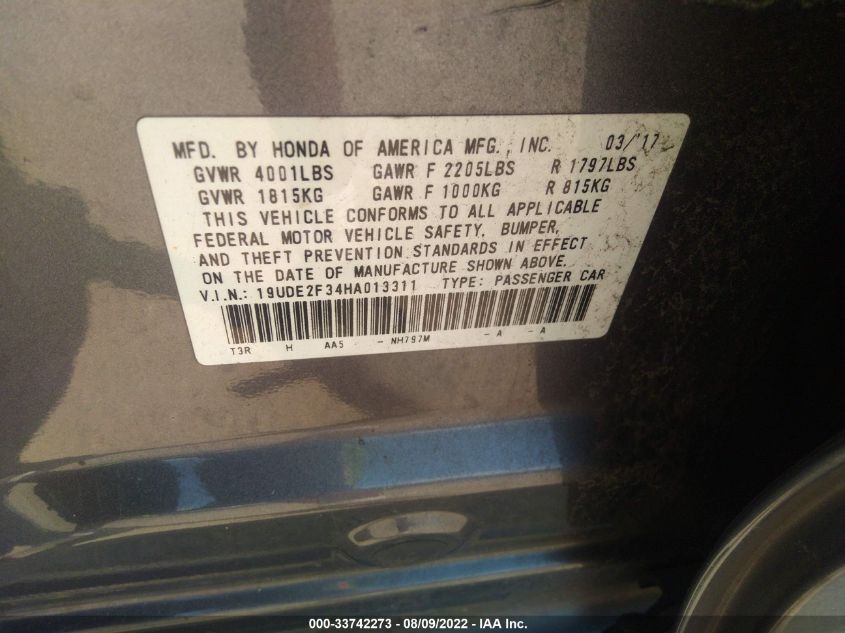 MFD. BY HONDA OF AMERICA MFG., INC. 03/'17
GVWR 4001LBS GAWR F 2205LBS R 1797LBS
GVWR 1815KG GAWR F 1000KG R 815KG
THIS VEHICLE CONFORMS TO ALL APPLICABLE
FEDERAL MOTOR VEHICLE SAFETY, BUMPER,
AND THEFT PREVENTION STANDARDS IN EFFECT
ON THE DATE OF MANUFACTURE SHOWN ABOVE.
V.I.N.: 19UDE2F34HA013311 TYPE: PASSENGER CAR
T3R H AA5 - NH797M - A - A
000-33742273 - 08/09/2022 - IAA Inc.